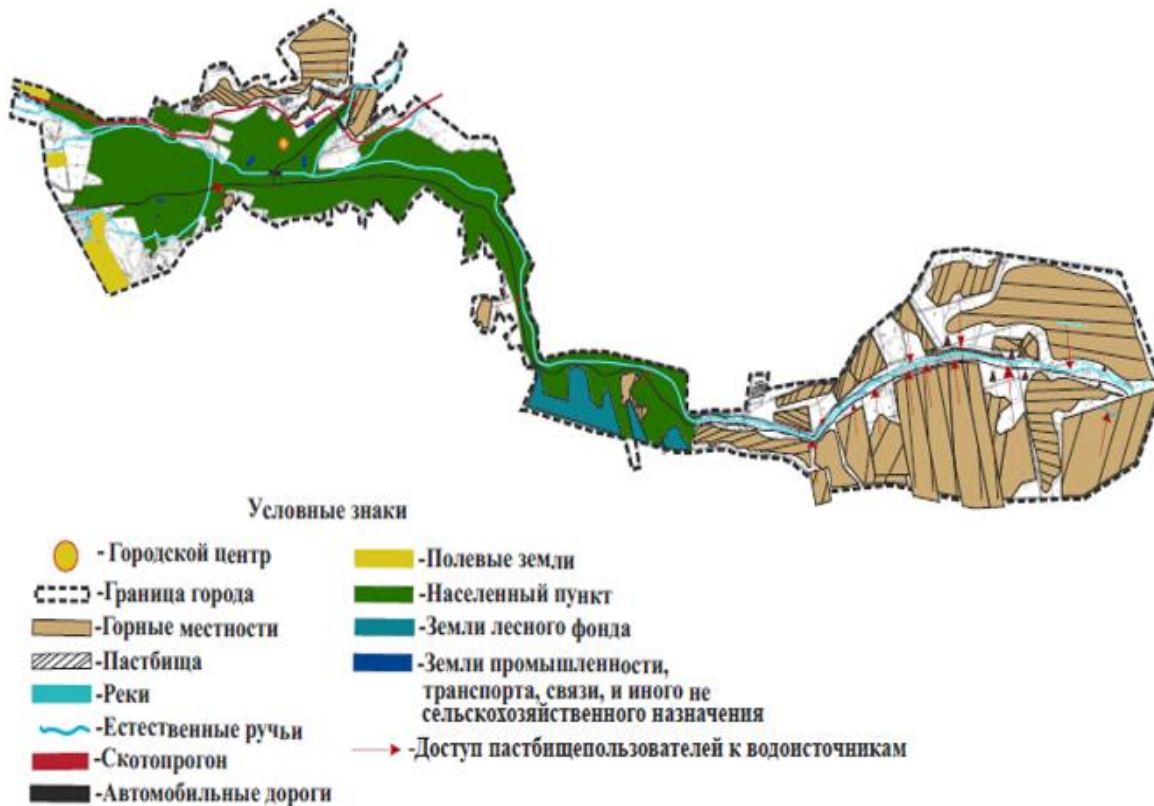 Условные знаки
- Городской центр
-Граница города
- Горные местности
-Пастбища
- Реки
- Естественные ручьи
-Скотопрогон
- Автомобильные дороги
-Полевые земли
-Населенный пункт
-Земли лесного фонда
-Земли промышленности,
транспорта, связи, и иного не
сельскохозяйственного назначения
-Доступ пастбищепользователей к водоисточникам